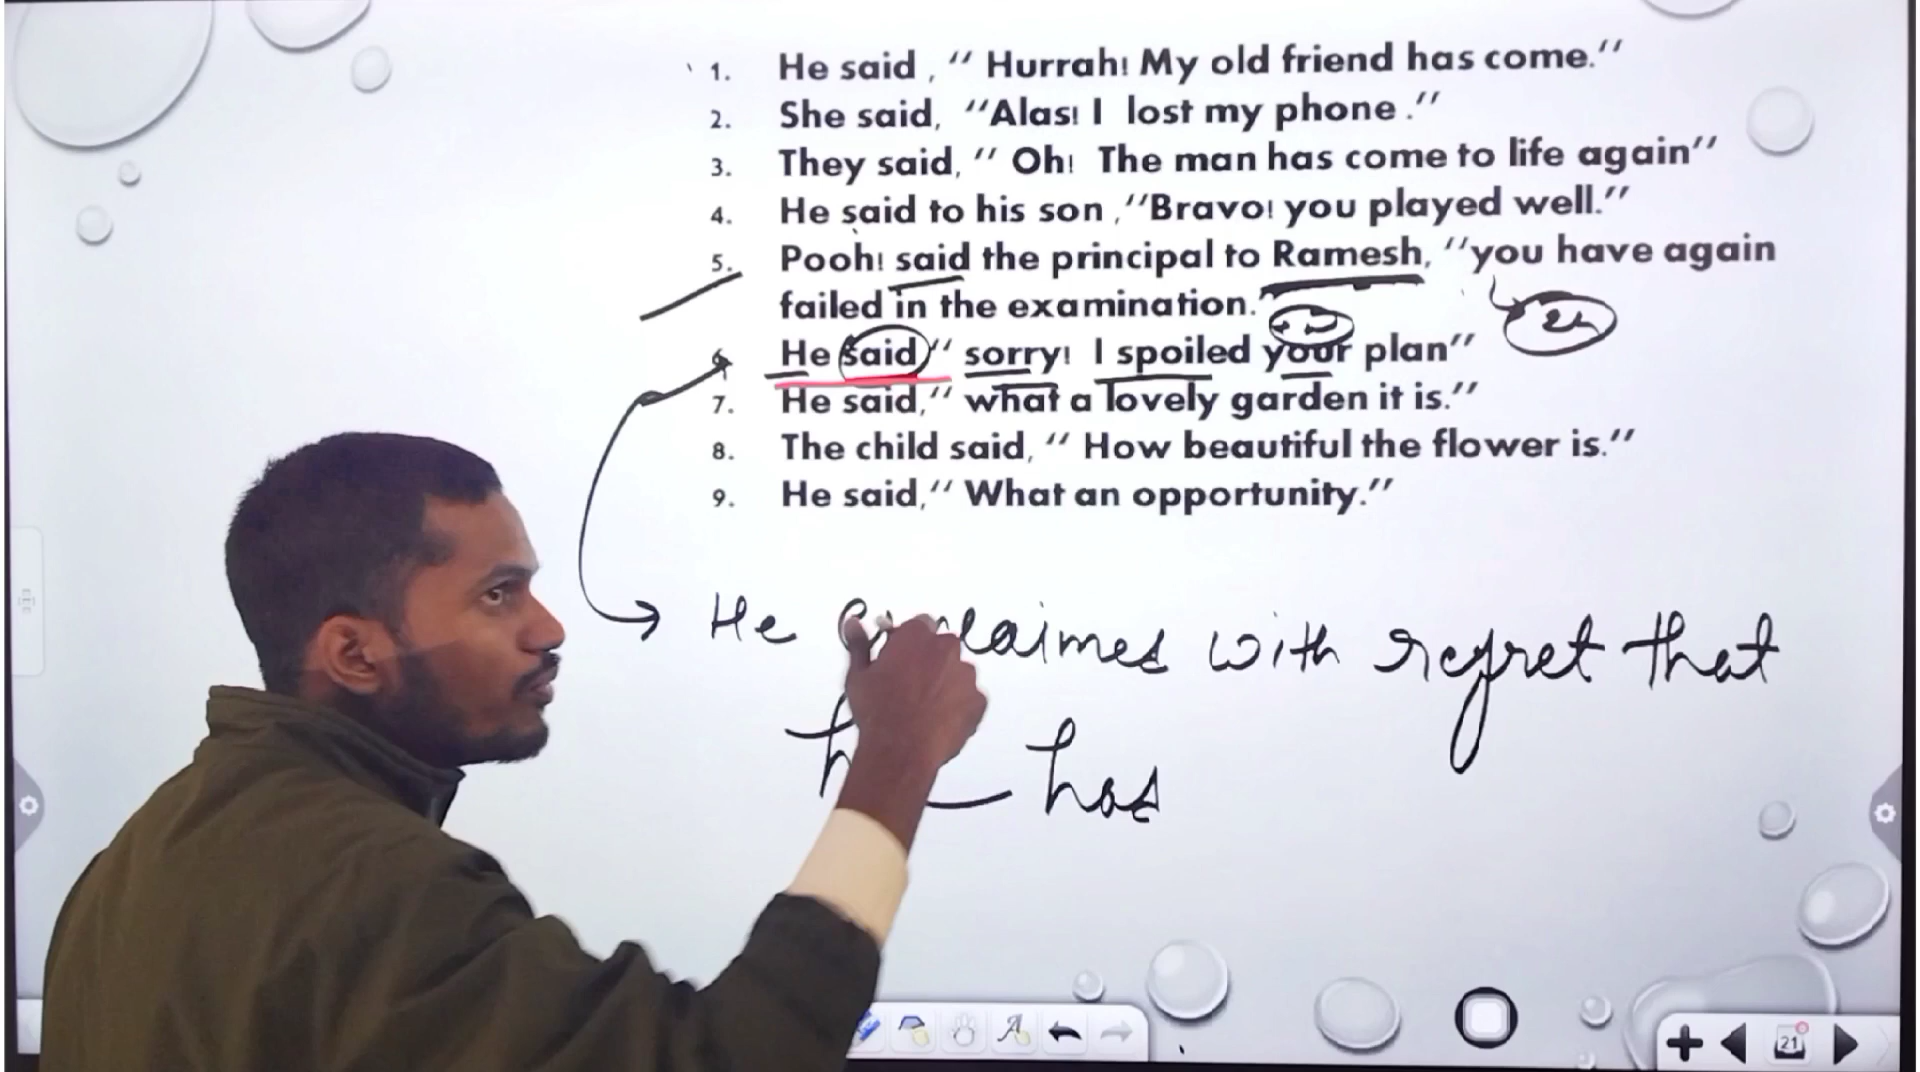 1. He said , " Hurrah! My old friend has come."
2. She said, "Alas! I lost my phone ."
3. They said, " Oh! The man has come to life again"
4. He said to his son ,"Bravo! you played well."
5. Pooh! said the principal to Ramesh, "you have again
failed in the examination."
6. He said " sorry! I spoiled your plan"
7. He said," what a lovely garden it is."
8. The child said, " How beautiful the flower is."
9. He said," What an opportunity."
He with regret that
had
21